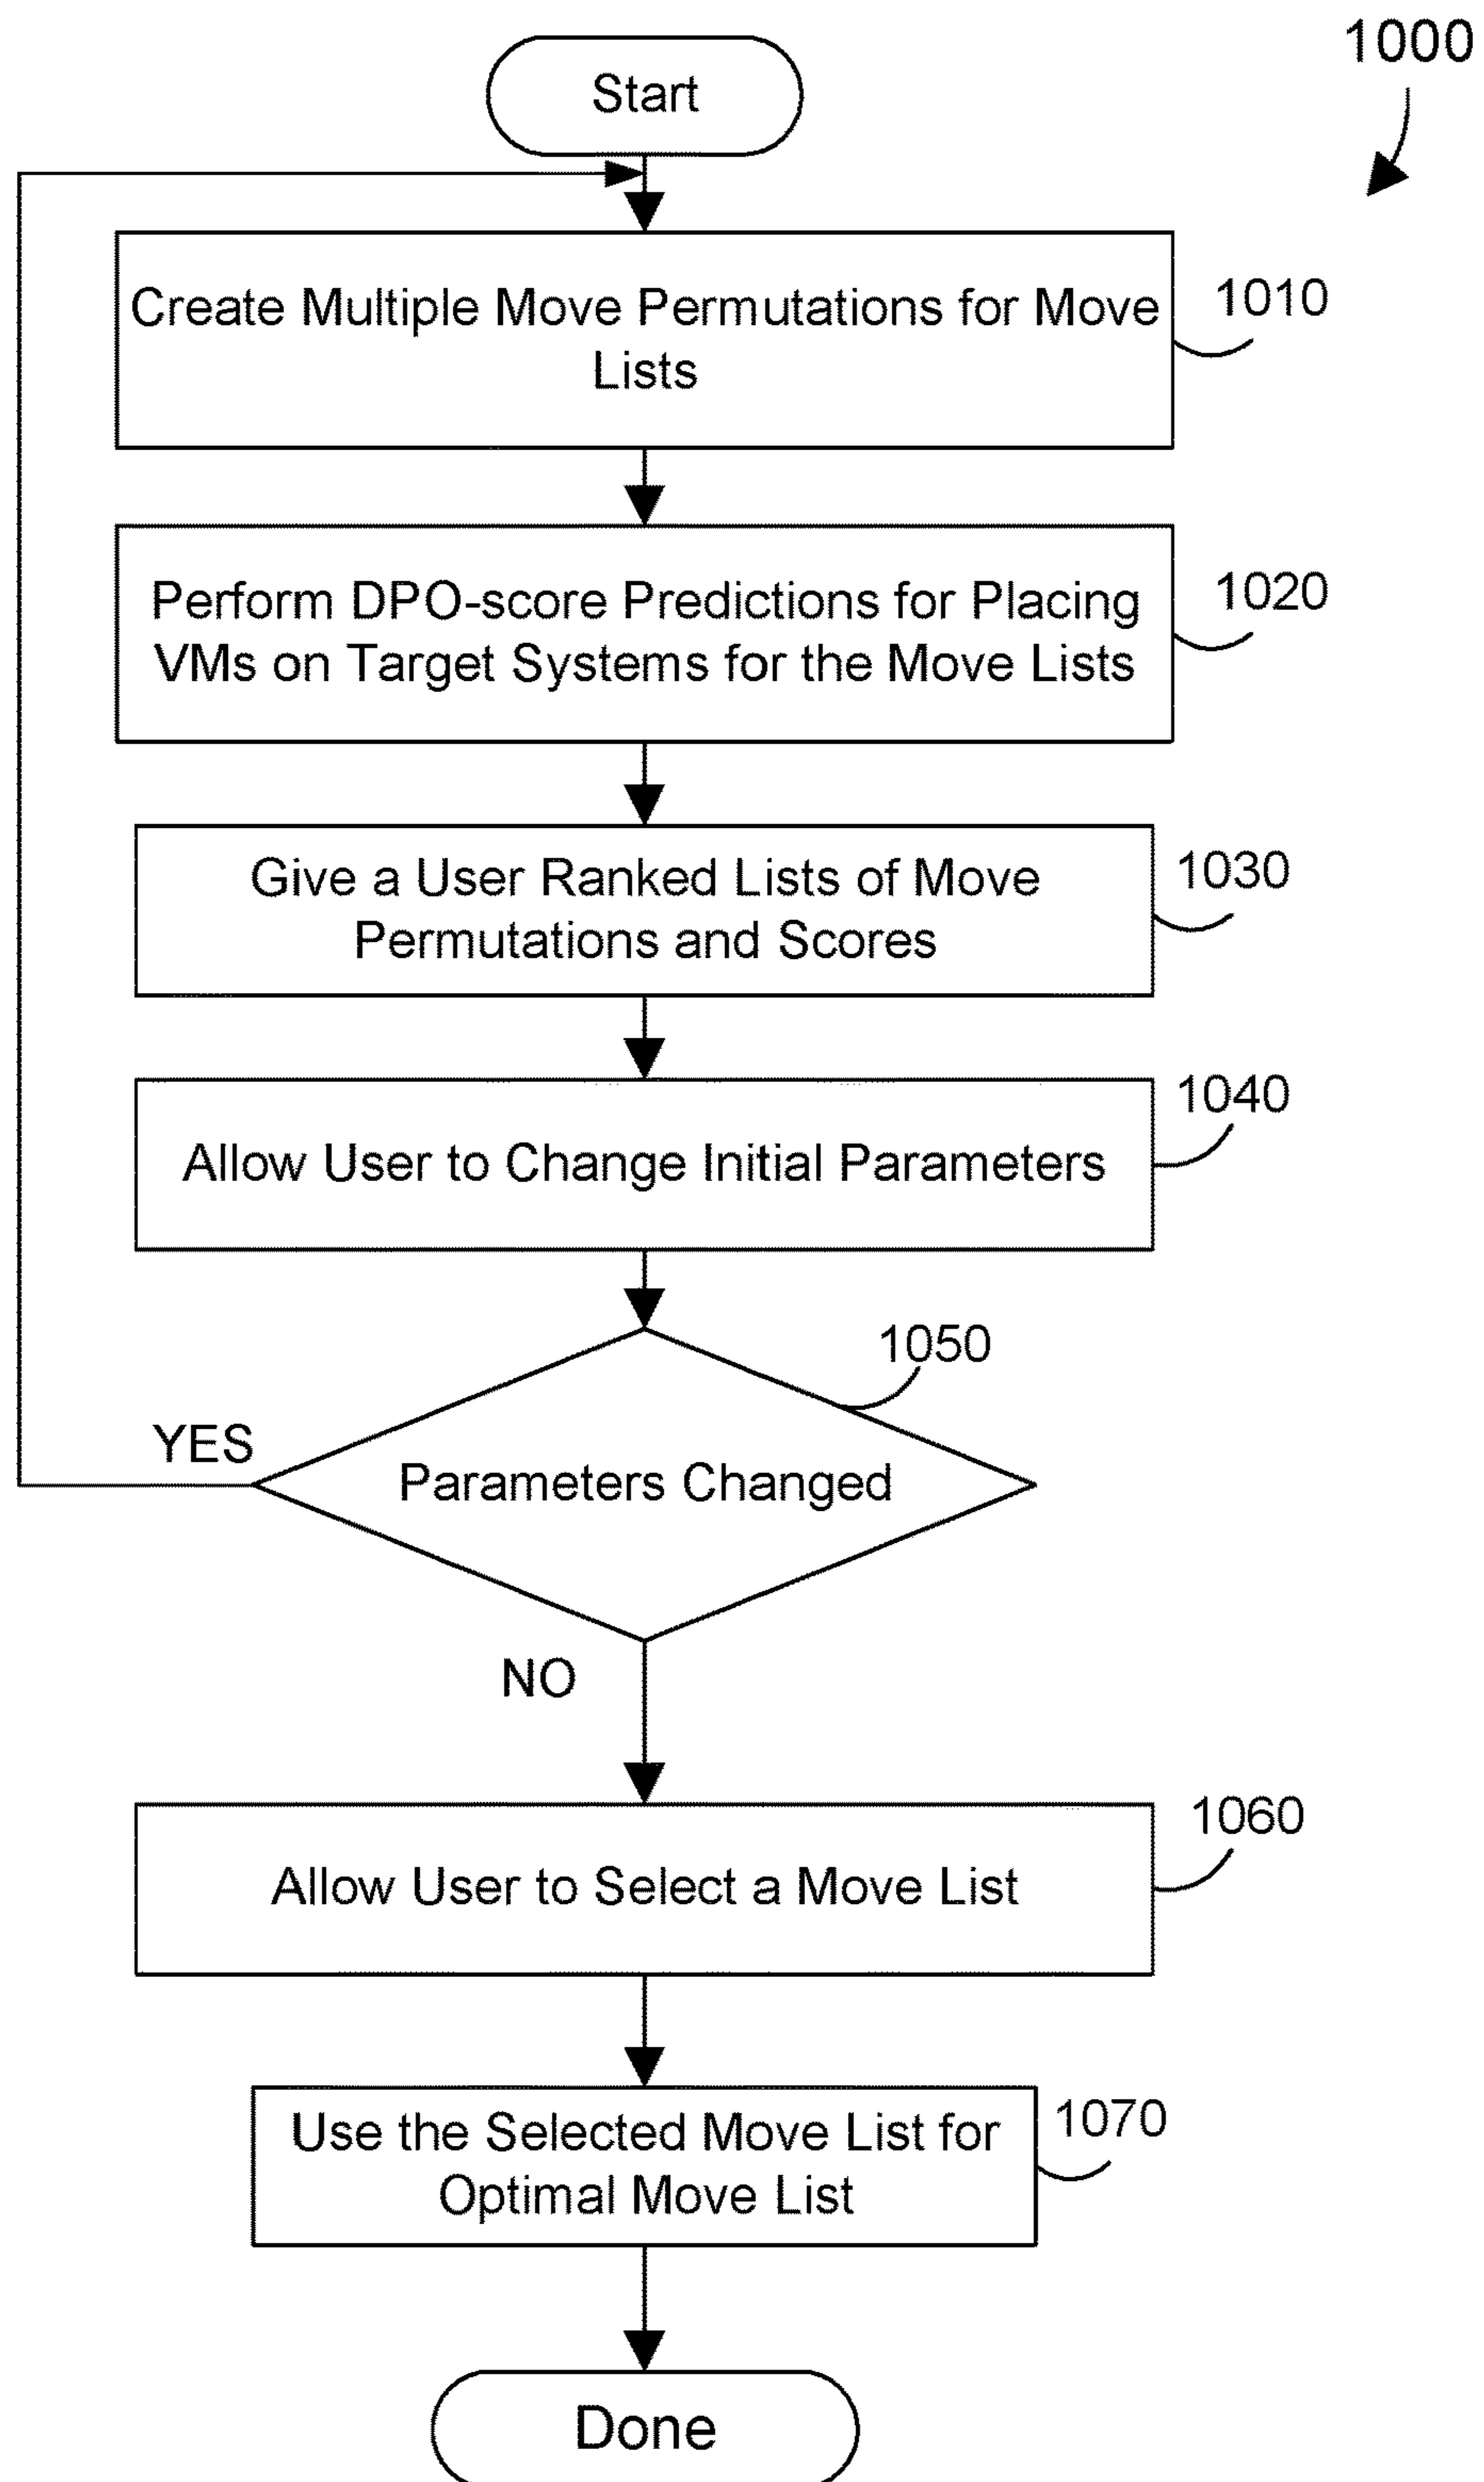 1000
Start
Create Multiple Move Permutations for Move
Lists
1010
Perform DPO-score Predictions for Placing
VMs on Target Systems for the Move Lists
1020
Give a User Ranked Lists of Move
Permutations and Scores
1030
Allow User to Change Initial Parameters
1040
1050
Parameters Changed
YES
NO
Allow User to Select a Move List
1060
Use the Selected Move List for
Optimal Move List
1070
Done